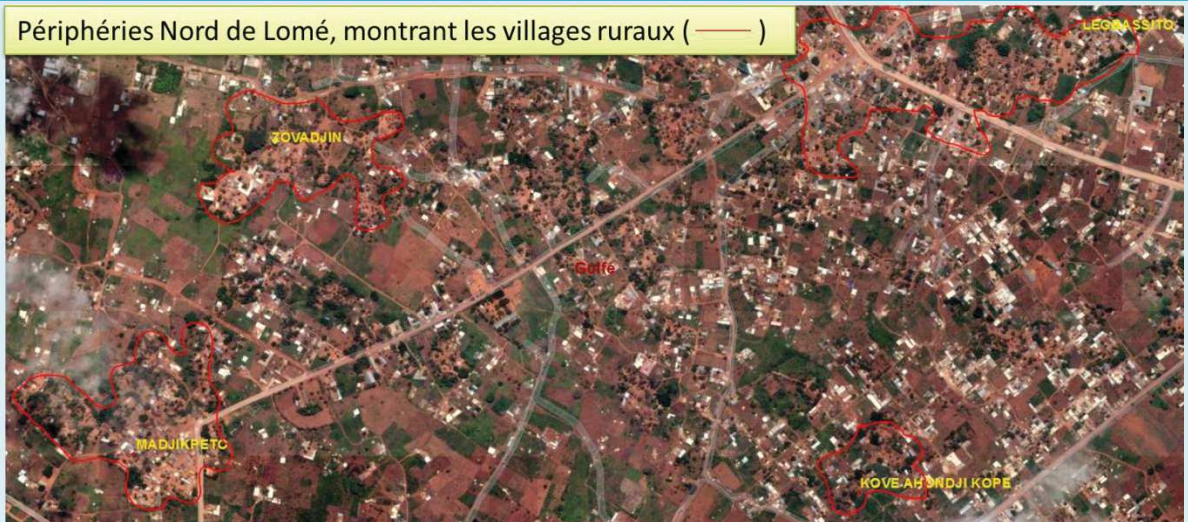 Périphéries Nord de Lomé, montrant les villages ruraux ( —— )
LEGBASSITO
ZOVADJIN
Golfe
MADJIKPETO
KOVE AHONDJI KOPE